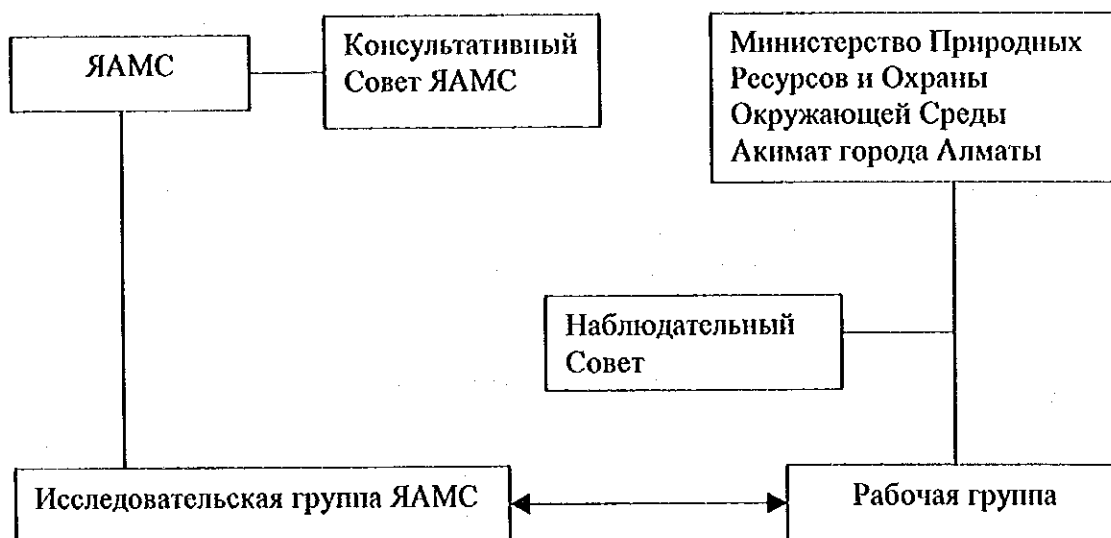 ЯАМС
Консультативный
Совет ЯАМС
Министерство Природных
Ресурсов и Охраны
Окружающей Среды
Акимат города Алматы
Наблюдательный
Совет
Исследовательская группа ЯАМС
Рабочая группа